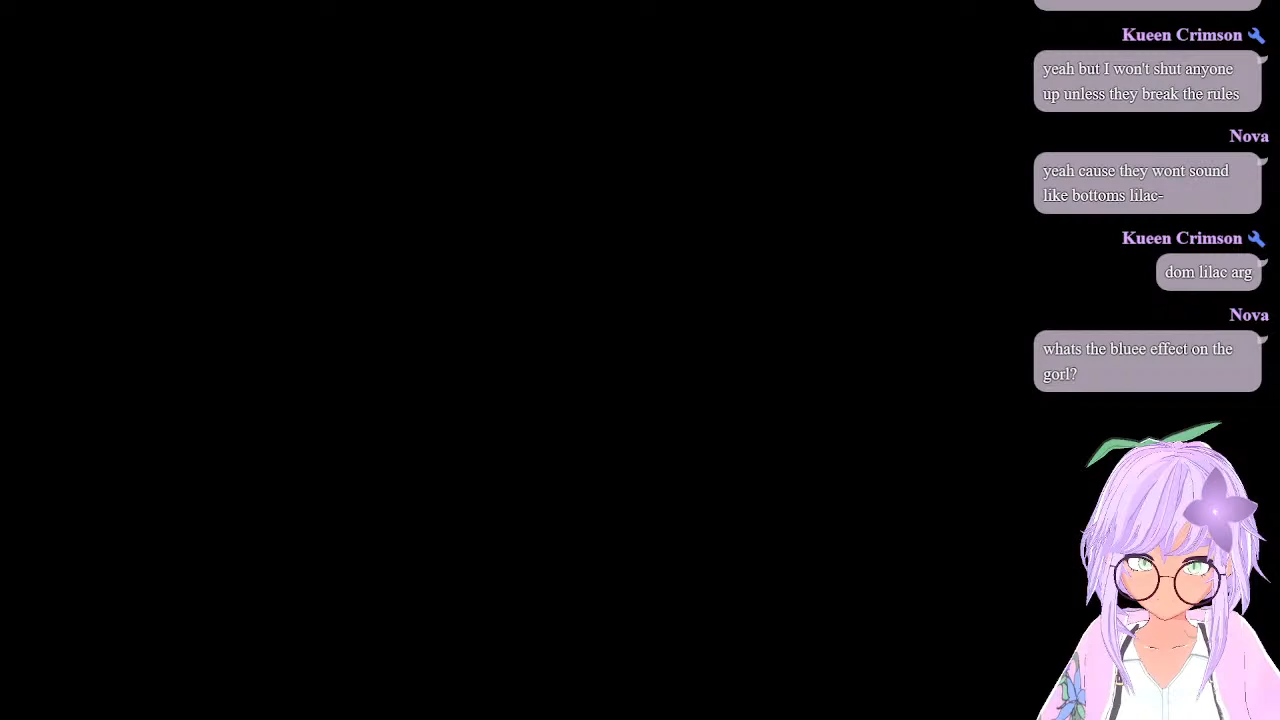 Kueen Crimson
yeah but I won't shut anyone
up unless they break the rules
Nova
yeah cause they wont sound
like bottoms lilac-
Kueen Crimson
dom lilac arg
Nova
whats the bluee effect on the
gorl?